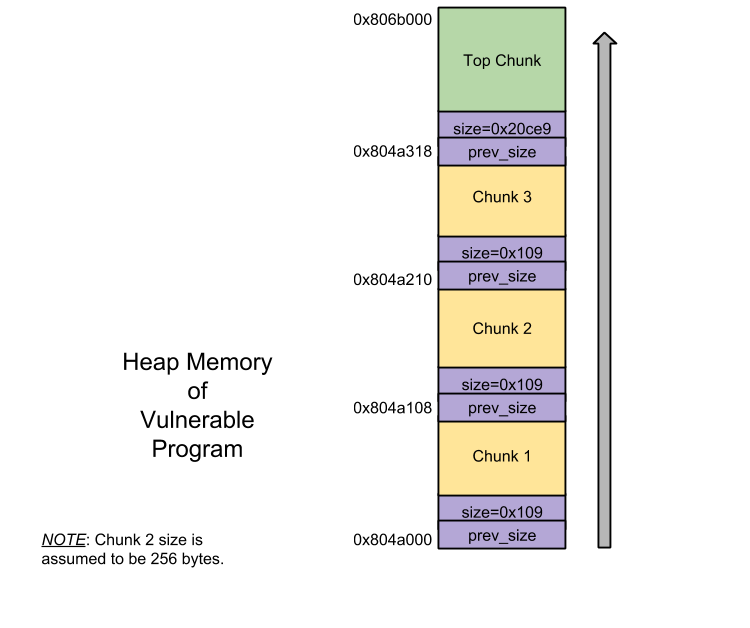 0x806b000
Top Chunk
size=0x20ce9
0x804a318
prev_size
Chunk 3
size=0x109
0x804a210
prev_size
Chunk 2
size=0x109
0x804a108
prev_size
Chunk 1
size=0x109
0x804a000
prev_size
Heap Memory
of
Vulnerable
Program
NOTE: Chunk 2 size is
assumed to be 256 bytes.